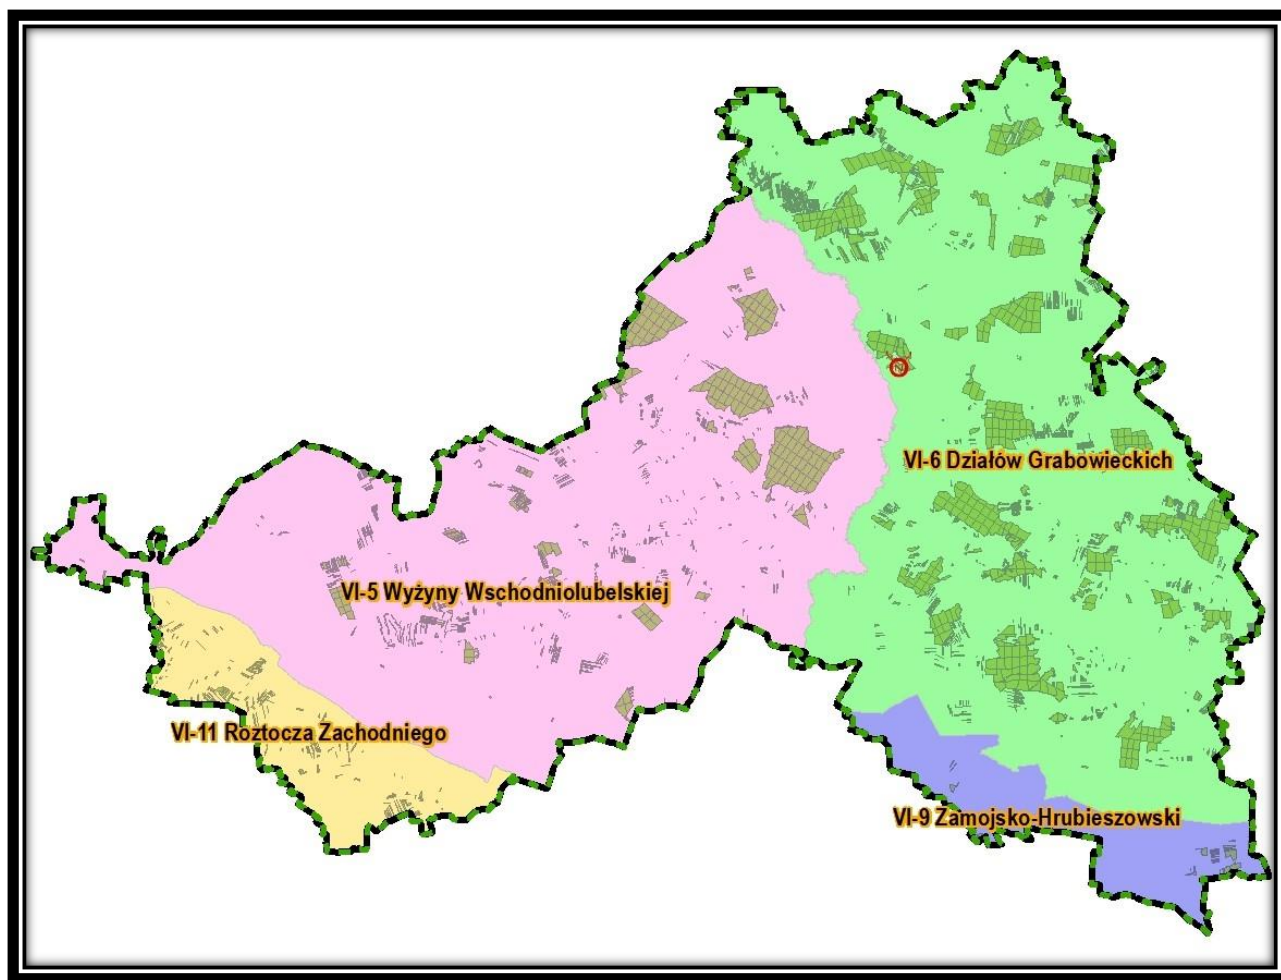 VI-6 Działów Grabowieckich
VI-5 Wyżyny Wschodniolubelskiej
VI-11 Roztocza Zachodniego
VI-9 Zamojsko-Hrubieszowski